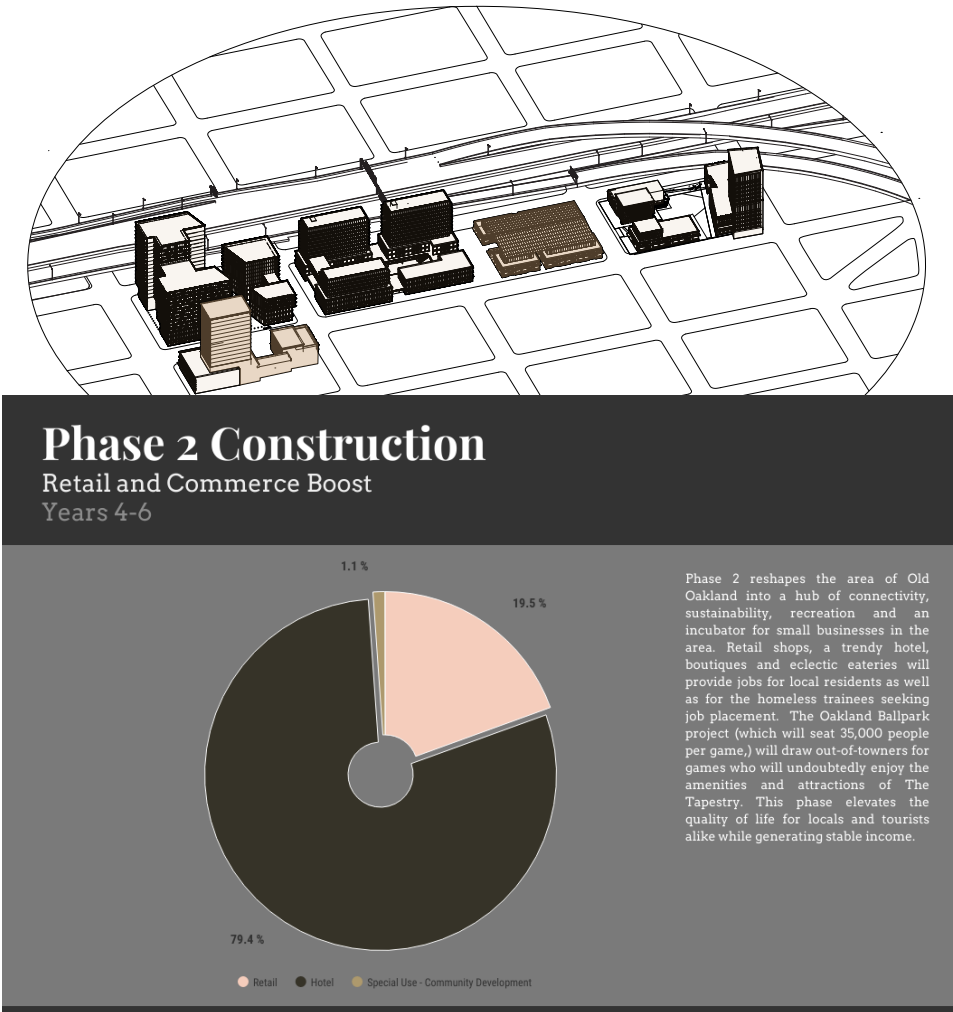 Phase 2 Construction
Retail and Commerce Boost
Years 4-6
1.1 %
19.5 %
79.4 %
Retail
Hotel
Special Use - Community Development
Phase 2 reshapes the area of Old
Oakland into a hub of connectivity,
sustainability, recreation and an
incubator for small businesses in the
area. Retail shops, a trendy hotel,
boutiques and eclectic eateries will
provide jobs for local residents as well
as for the homeless trainees seeking
job placement. The Oakland Ballpark
project (which will seat 35,000 people
per game,) will draw out-of-towners for
games who will undoubtedly enjoy the
amenities and attractions of The
Tapestry. This phase elevates the
quality of life for locals and tourists
alike while generating stable income.